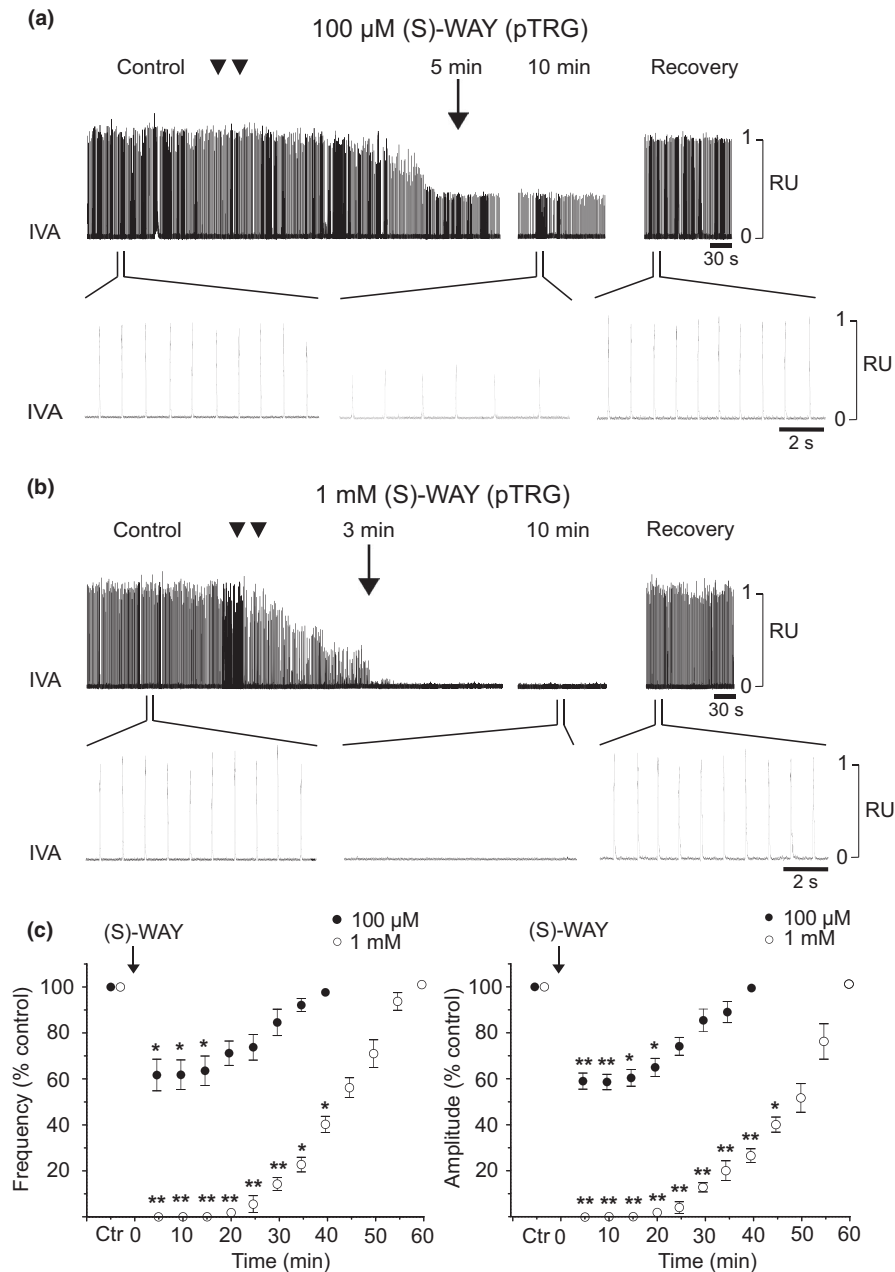 (a)
100 µM (S)-WAY (pTRG)
Control 5 min 10 min Recovery
1
RU
IVA 0
30 s
1
RU
IVA 0
2 s
(b)
1 mM (S)-WAY (pTRG)
Control 3 min 10 min Recovery
1
RU
IVA 0
30 s
1
RU
IVA 0
2 s
(c)
(S)-WAY
100 µM
1 mM
Frequency (% control)
100
80
60
40
20
* * *
** ** ** ** ** ** * *
Ctr 0 10 20 30 40 50 60
Time (min)
(S)-WAY
100 µM
1 mM
Amplitude (% control)
100
80
60
40
20
** ** * *
** ** ** ** ** ** ** ** *
Ctr 0 10 20 30 40 50 60
Time (min)